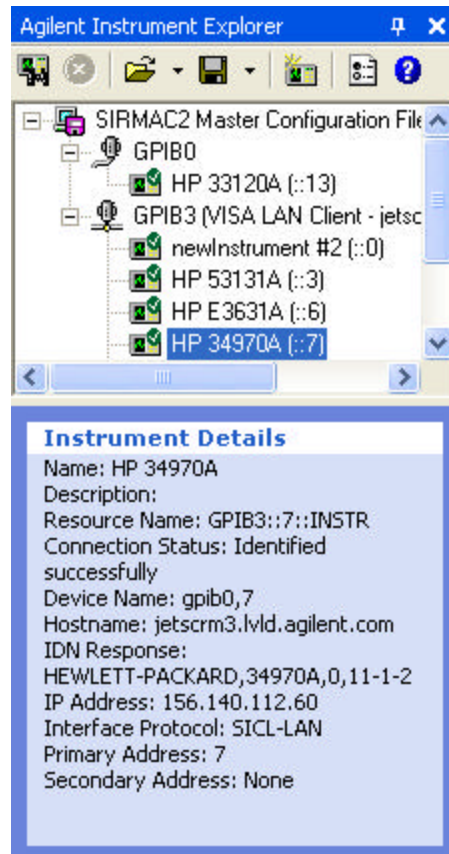 Agilent Instrument Explorer
SIRMAC2 Master Configuration File
GPIB0
HP 33120A (::13)
GPIB3 (VISA LAN Client - jetsc
newInstrument #2 (::0)
HP 53131A (::3)
HP E3631A (::6)
HP 34970A (::7)
Instrument Details
Name: HP 34970A
Description:
Resource Name: GPIB3::7::INSTR
Connection Status: Identified
successfully
Device Name: gpib0,7
Hostname: jetscrm3.lvld.agilent.com
IDN Response:
HEWLETT-PACKARD,34970A,0,11-1-2
IP Address: 156.140.112.60
Interface Protocol: SICL-LAN
Primary Address: 7
Secondary Address: None